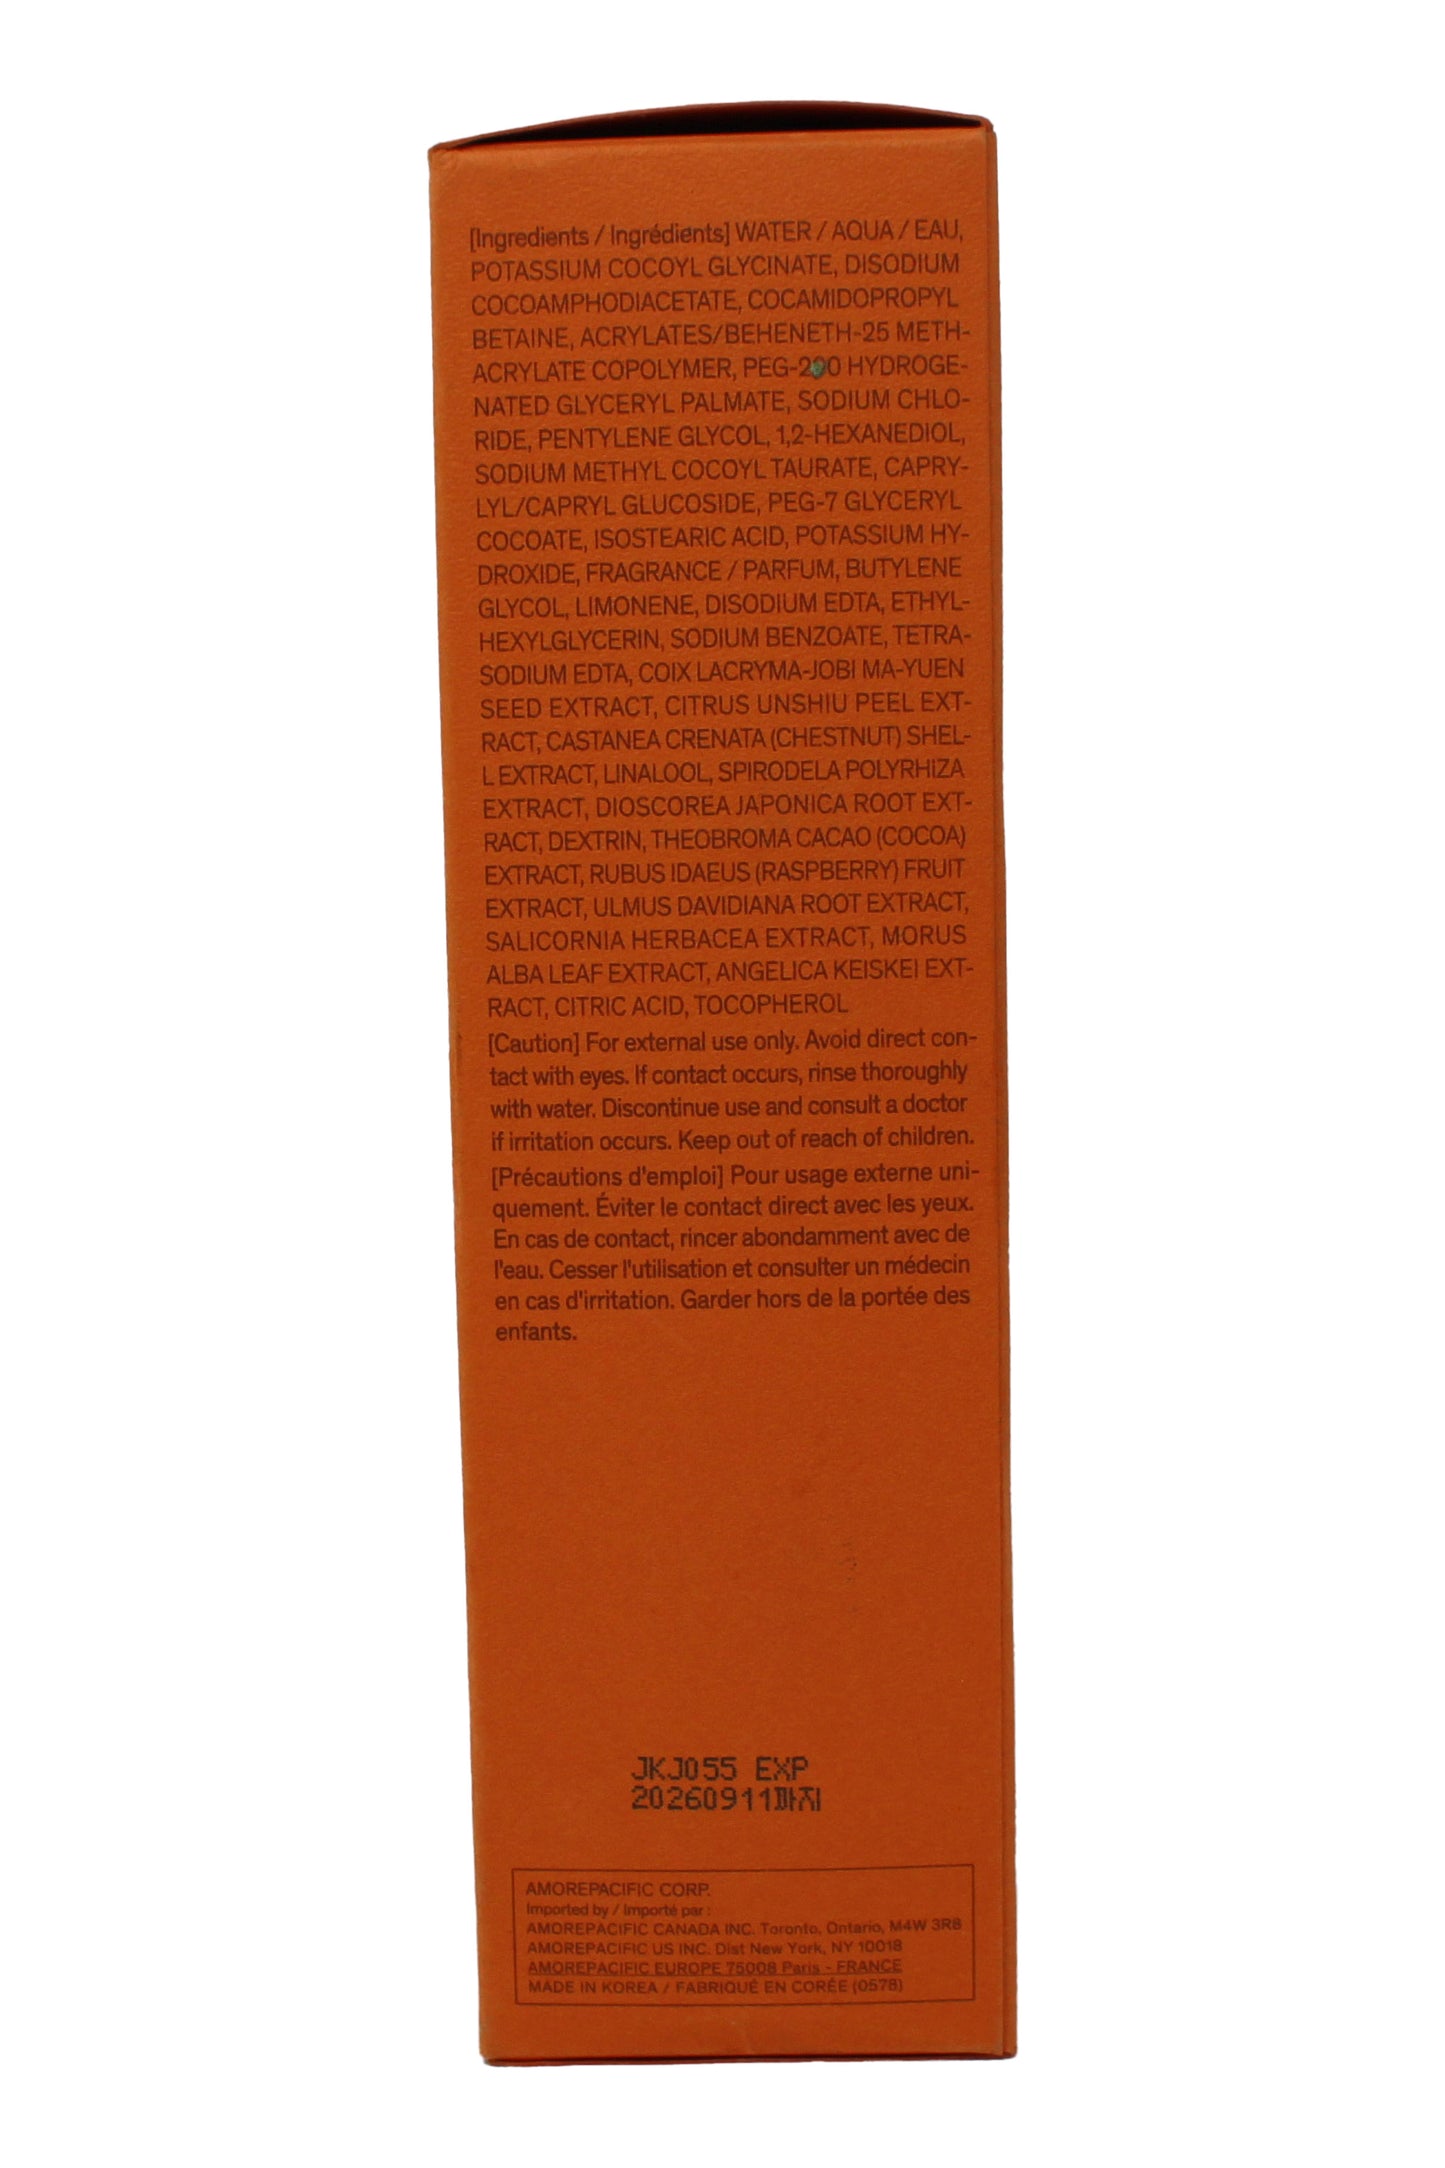 [Ingredients / Ingrédients] WATER / AQUA / EAU,
POTASSIUM COCOYL GLYCINATE, DISODIUM
COCOAMPHODIACETATE, COCAMIDOPROPYL
BETAINE, ACRYLATES/BEHENETH-25 METH-
ACRYLATE COPOLYMER, PEG-200 HYDROGE-
NATED GLYCERYL PALMATE, SODIUM CHLO-
RIDE, PENTYLENE GLYCOL, 1,2-HEXANEDIOL,
SODIUM METHYL COCOYL TAURATE, CAPRY-
LYL/CAPRYL GLUCOSIDE, PEG-7 GLYCERYL
COCOATE, ISOSTEARIC ACID, POTASSIUM HY-
DROXIDE, FRAGRANCE / PARFUM, BUTYLENE
GLYCOL, LIMONENE, DISODIUM EDTA, ETHYL-
HEXYLGLYCERIN, SODIUM BENZOATE, TETRA-
SODIUM EDTA, COIX LACRYMA-JOBI MA-YUEN
SEED EXTRACT, CITRUS UNSHIU PEEL EXT-
RACT, CASTANEA CRENATA (CHESTNUT) SHEL-
L EXTRACT, LINALOOL, SPIRODELA POLYRHIZA
EXTRACT, DIOSCOREA JAPONICA ROOT EXT-
RACT, DEXTRIN, THEOBROMA CACAO (COCOA)
EXTRACT, RUBUS IDAEUS (RASPBERRY) FRUIT
EXTRACT, ULMUS DAVIDIANA ROOT EXTRACT,
SALICORNIA HERBACEA EXTRACT, MORUS
ALBA LEAF EXTRACT, ANGELICA KEISKEI EXT-
RACT, CITRIC ACID, TOCOPHEROL
[Caution] For external use only. Avoid direct con-
tact with eyes. If contact occurs, rinse thoroughly
with water. Discontinue use and consult a doctor
if irritation occurs. Keep out of reach of children.
[Précautions d'emploi] Pour usage externe uni-
quement. Éviter le contact direct avec les yeux.
En cas de contact, rincer abondamment avec de
l'eau. Cesser l'utilisation et consulter un médecin
en cas d'irritation. Garder hors de la portée des
enfants.
JKJ055 EXP
20260911까지
AMOREPACIFIC CORP.
Imported by / Importé par :
AMOREPACIFIC CANADA INC. Toronto, Ontario, M4W 3R8
AMOREPACIFIC US INC. Dist New York, NY 10018
AMOREPACIFIC EUROPE 75008 Paris - FRANCE
MADE IN KOREA / FABRIQUÉ EN CORÉE (0578)